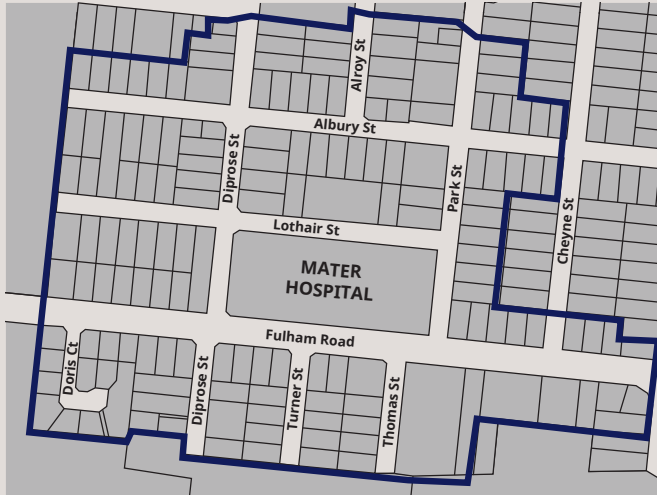 Alroy St
Albury St
Diprose St
Park St
Lothair St
Cheyne St
MATER
HOSPITAL
Fulham Road
Doris Ct
Diprose St
Turner St
Thomas St